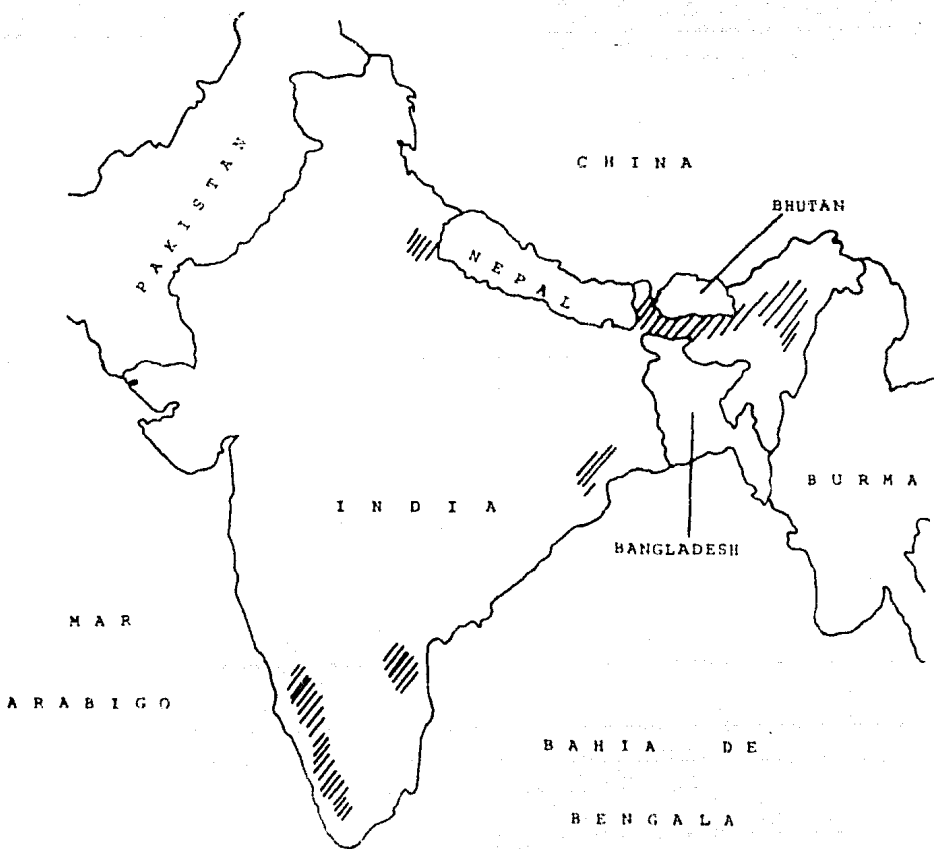 CHINA
BHUTAN
PAKISTAN
NEPAL
INDIA
BURMA
BANGLADESH
MAR
ARABIGO
BAHIA DE
BENGALA